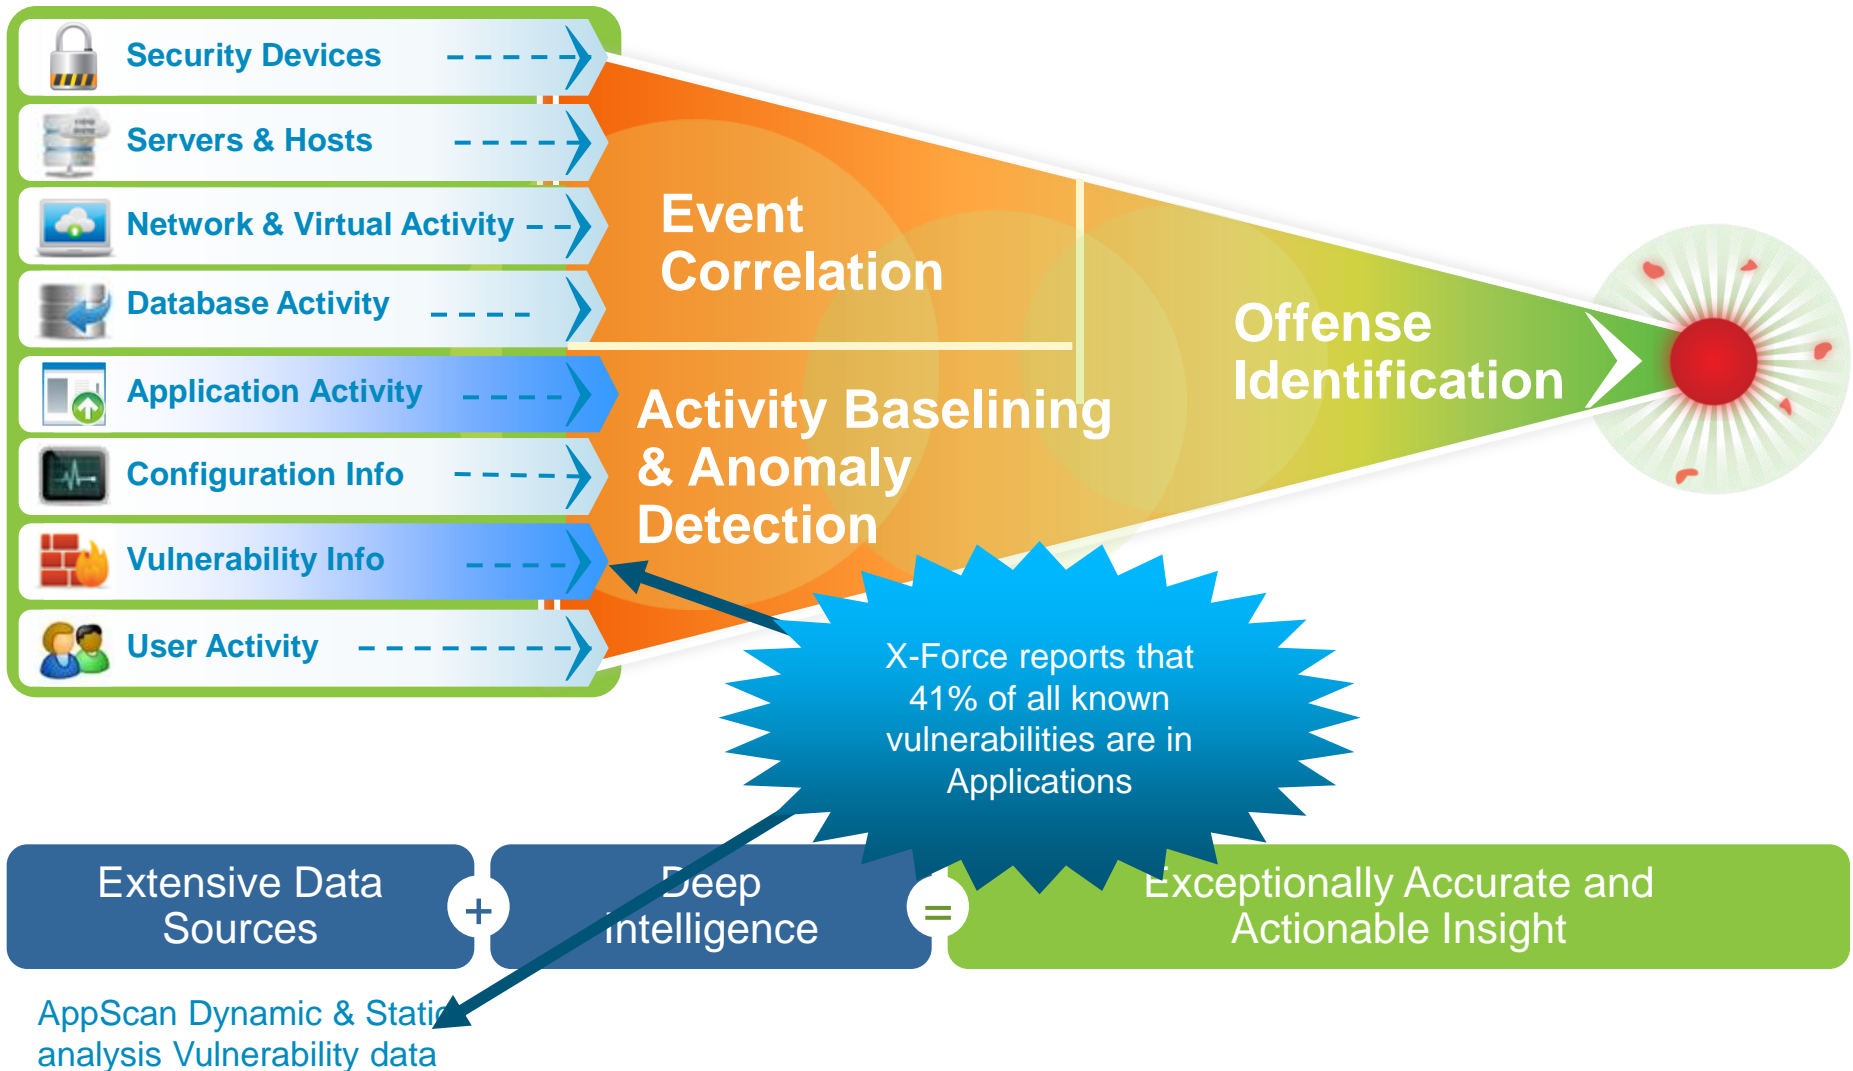 Security Devices
Servers & Hosts
Network & Virtual Activity
Database Activity
Application Activity
Configuration Info
Vulnerability Info
User Activity
Event
Correlation
Activity Baselining
& Anomaly
Detection
Offense
Identification
X-Force reports that
41% of all known
vulnerabilities are in
Applications
Extensive Data
Sources
+
Deep
Intelligence
=
Exceptionally Accurate and
Actionable Insight
AppScan Dynamic & Static
analysis Vulnerability data